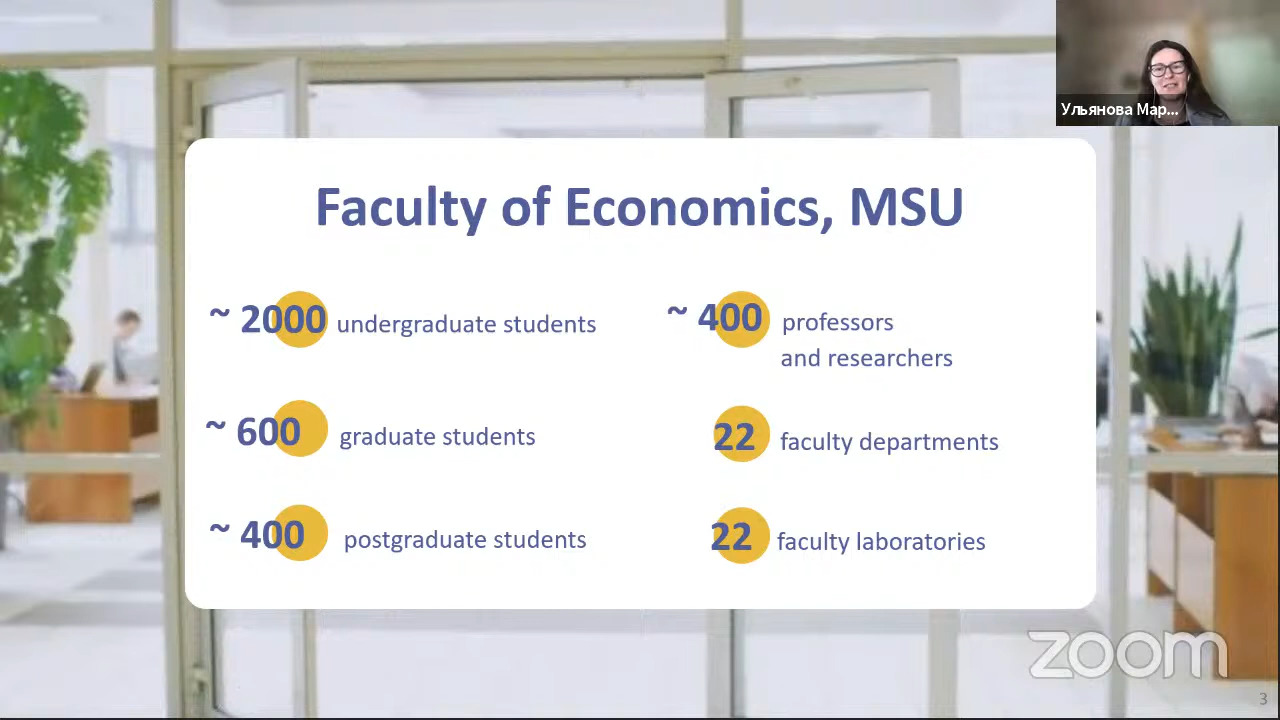 Ульянова Мар...
Faculty of Economics, MSU
~ 2000 undergraduate students
~ 400 professors
and researchers
~ 600 graduate students
22 faculty departments
~ 400 postgraduate students
22 faculty laboratories
zoom
3